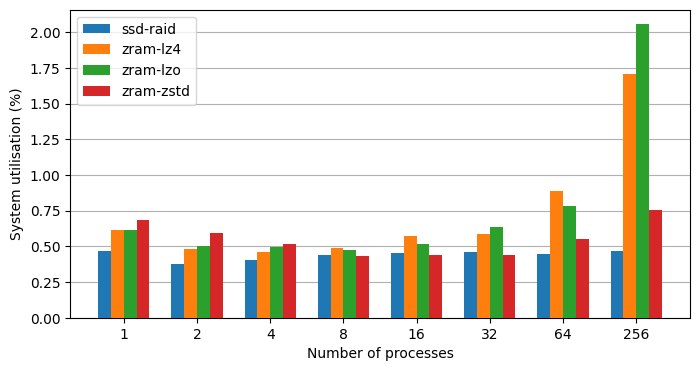 ssd-raid
zram-lz4
zram-lzo
zram-zstd
System utilisation (%)
2.00
1.75
1.50
1.25
1.00
0.75
0.50
0.25
0.00
1 2 4 8 16 32 64 256
Number of processes